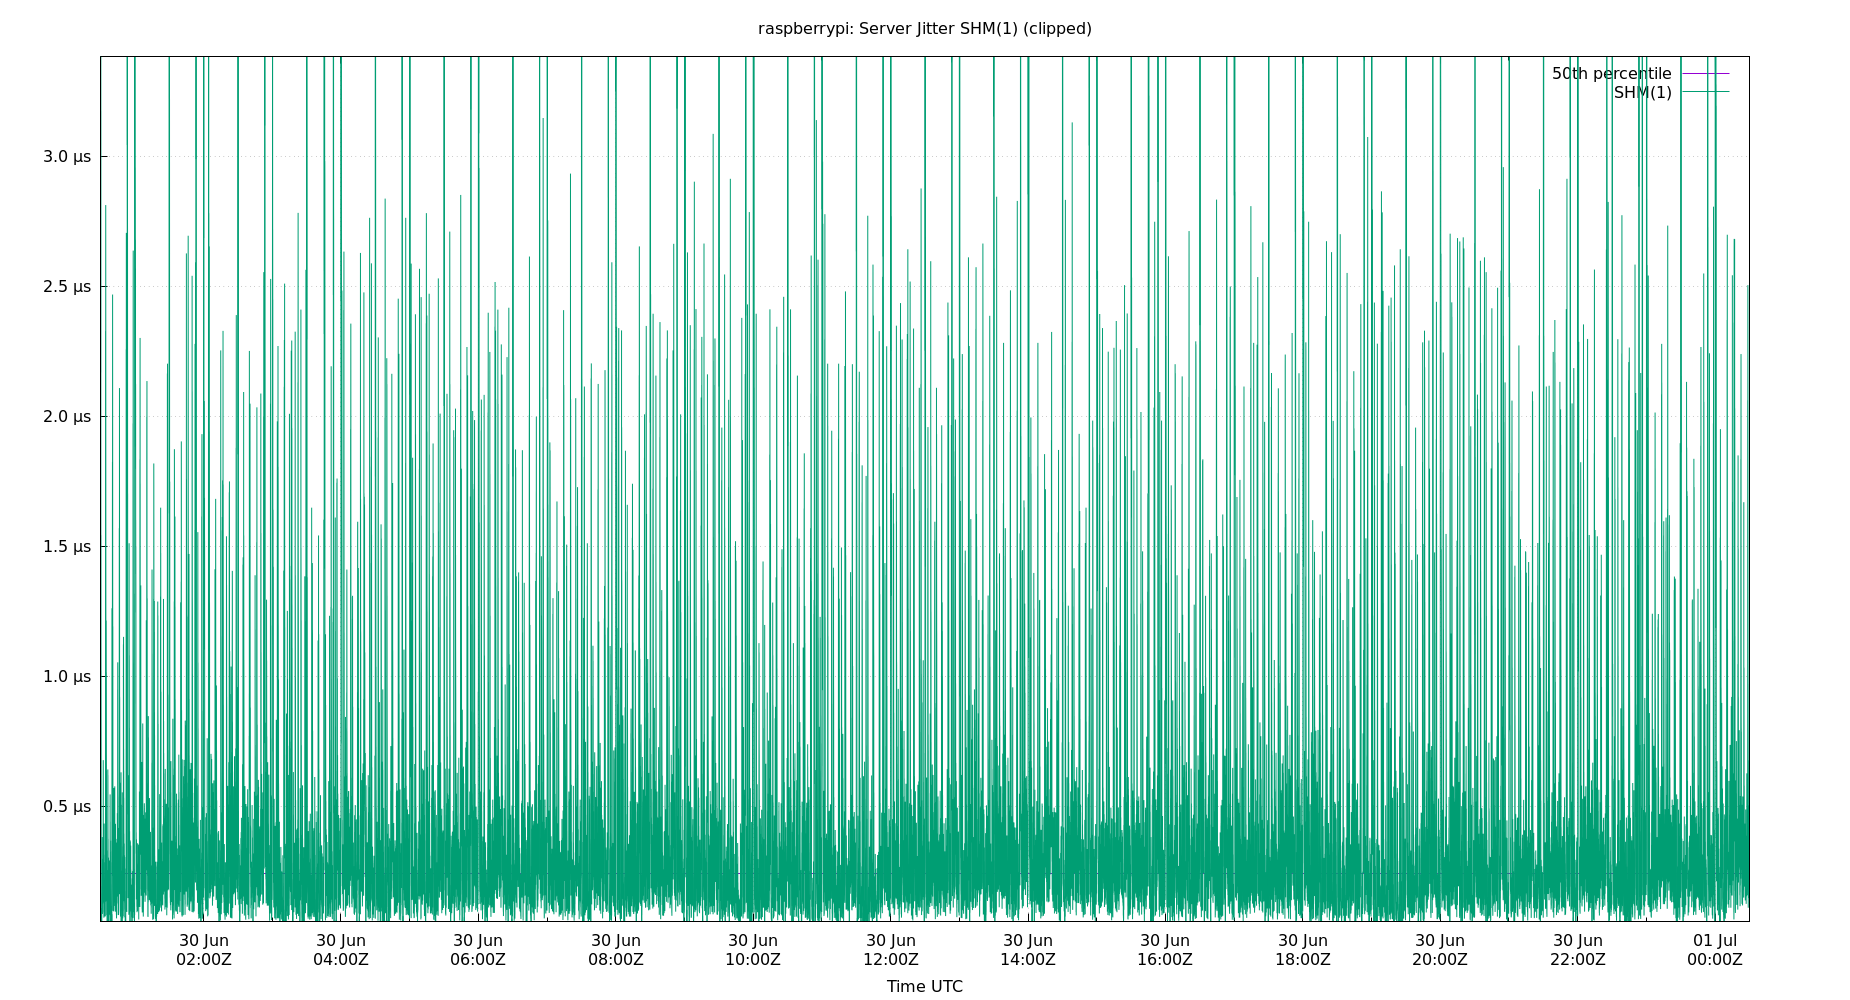 raspberrypi: Server Jitter SHM(1) (clipped)
50th percentile
SHM(1)
3.0 µs
2.5 µs
2.0 µs
1.5 µs
1.0 µs
0.5 µs
30 Jun 30 Jun 30 Jun 30 Jun 30 Jun 30 Jun 30 Jun 30 Jun 30 Jun 30 Jun 30 Jun 01 Jul
02:00Z 04:00Z 06:00Z 08:00Z 10:00Z 12:00Z 14:00Z 16:00Z 18:00Z 20:00Z 22:00Z 00:00Z
Time UTC